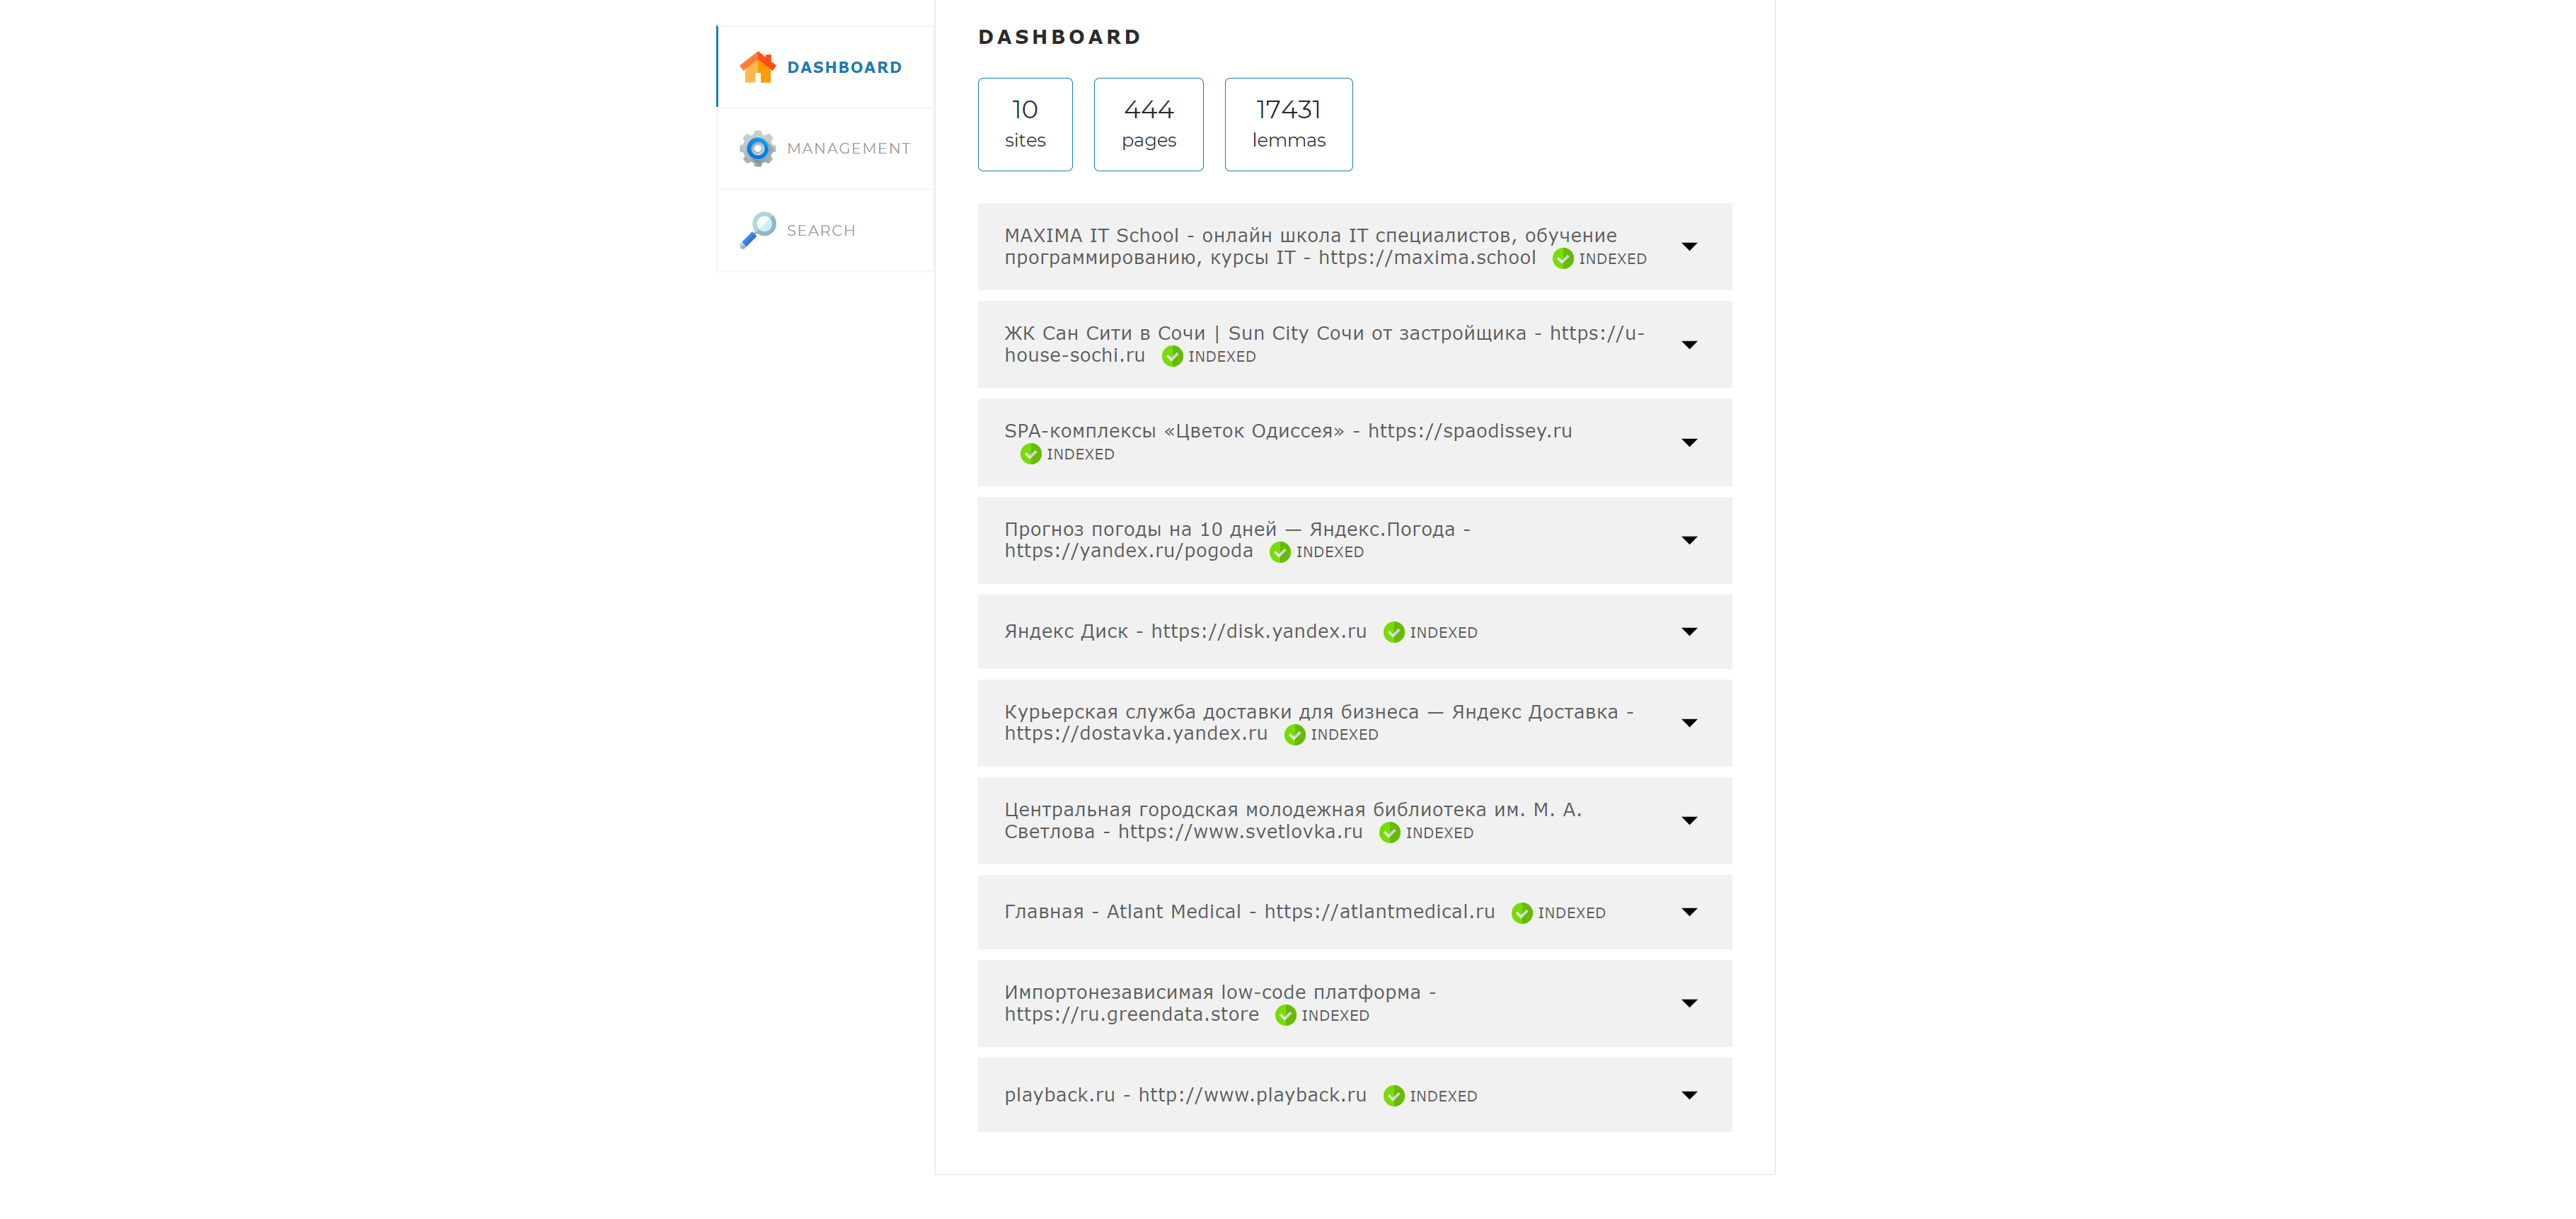 DASHBOARD
MANAGEMENT
SEARCH
DASHBOARD
10
sites
444
pages
17431
lemmas
MAXIMA IT School - онлайн школа IT специалистов, обучение
программированию, курсы IT - https://maxima.school INDEXED
ЖК Сан Сити в Сочи | Sun City Сочи от застройщика - https://u-
house-sochi.ru INDEXED
SPA-комплексы «Цветок Одиссея» - https://spaodissey.ru
INDEXED
Прогноз погоды на 10 дней — Яндекс.Погода -
https://yandex.ru/pogoda INDEXED
Яндекс Диск - https://disk.yandex.ru INDEXED
Курьерская служба доставки для бизнеса — Яндекс Доставка -
https://dostavka.yandex.ru INDEXED
Центральная городская молодежная библиотека им. М. А.
Светлова - https://www.svetlovka.ru INDEXED
Главная - Atlant Medical - https://atlantmedical.ru INDEXED
Импортонезависимая low-code платформа -
https://ru.greendata.store INDEXED
playback.ru - http://www.playback.ru INDEXED